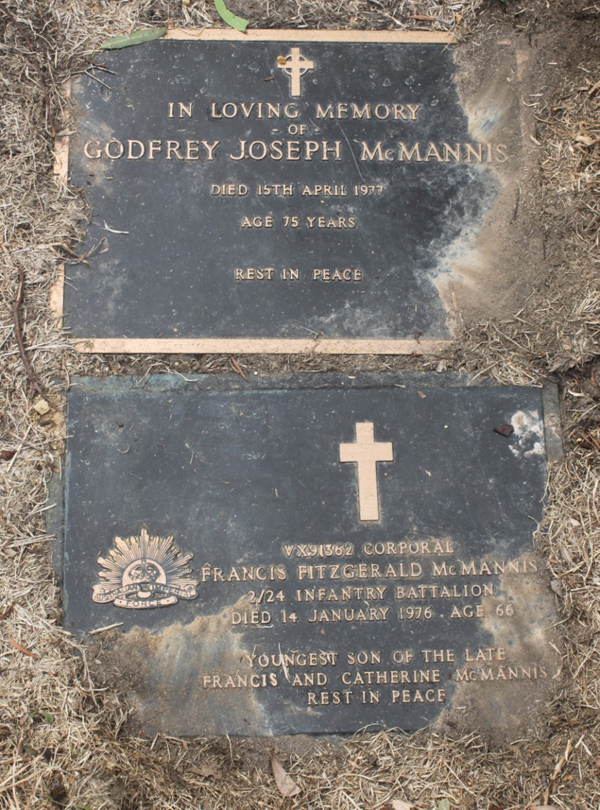 IN LOVING MEMORY
- OF -
GODFREY JOSEPH McMANNIS
DIED 15TH APRIL 1977
AGE 75 YEARS
REST IN PEACE
VX91362 CORPORAL
FRANCIS FITZGERALD McMANNIS
2/24 INFANTRY BATTALION
DIED 14 JANUARY 1976 . AGE 66
YOUNGEST SON OF THE LATE
FRANCIS AND CATHERINE McMANNIS
REST IN PEACE
FORCE